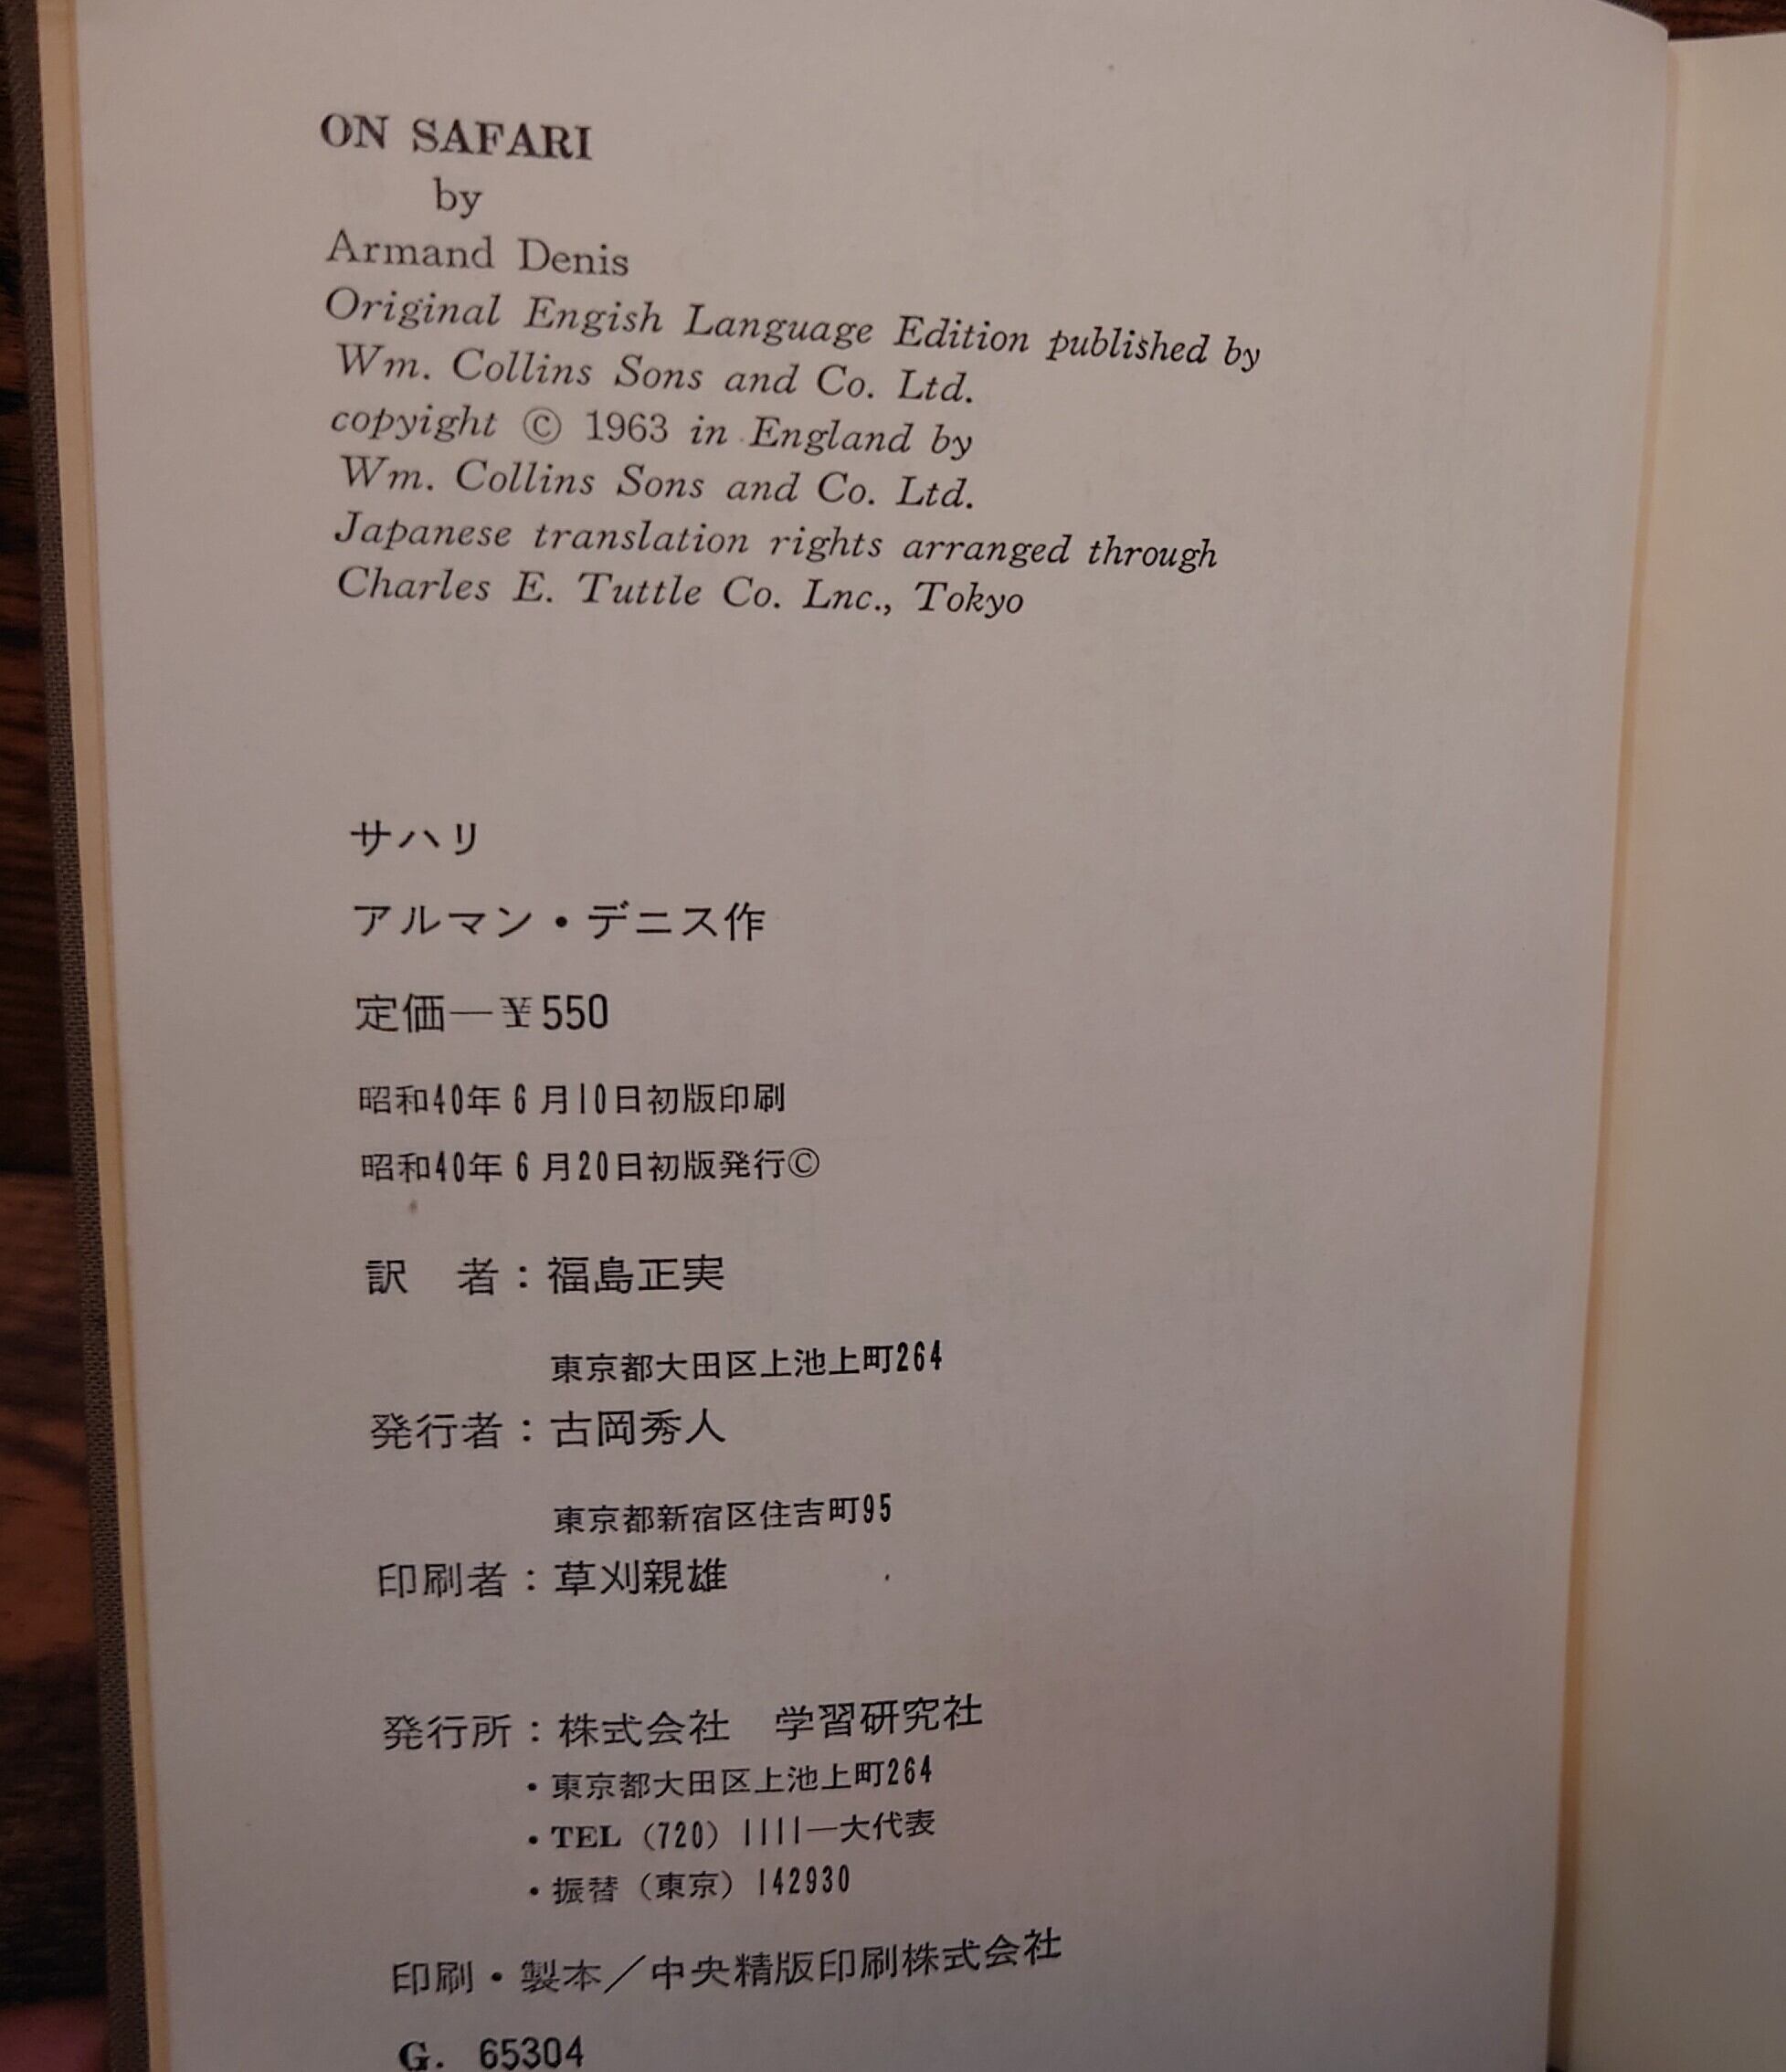 ON SAFARI
by
Armand Denis
Original Engish Language Edition published by
Wm. Collins Sons and Co. Ltd.
copyight © 1963 in England by
Wm. Collins Sons and Co. Ltd.
Japanese translation rights arranged through
Charles E. Tuttle Co. Lnc., Tokyo
サハリ
アルマン・デニス作
定価—¥550
昭和40年6月10日初版印刷
昭和40年6月20日初版発行©
訳　者：福島正実
東京都大田区上池上町264
発行者：古岡秀人
東京都新宿区住吉町95
印刷者：草刈親雄
発行所：株式会社　学習研究社
・東京都大田区上池上町264
・TEL（720）1111—大代表
・振替（東京）142930
印刷・製本／中央精版印刷株式会社
G. 65304